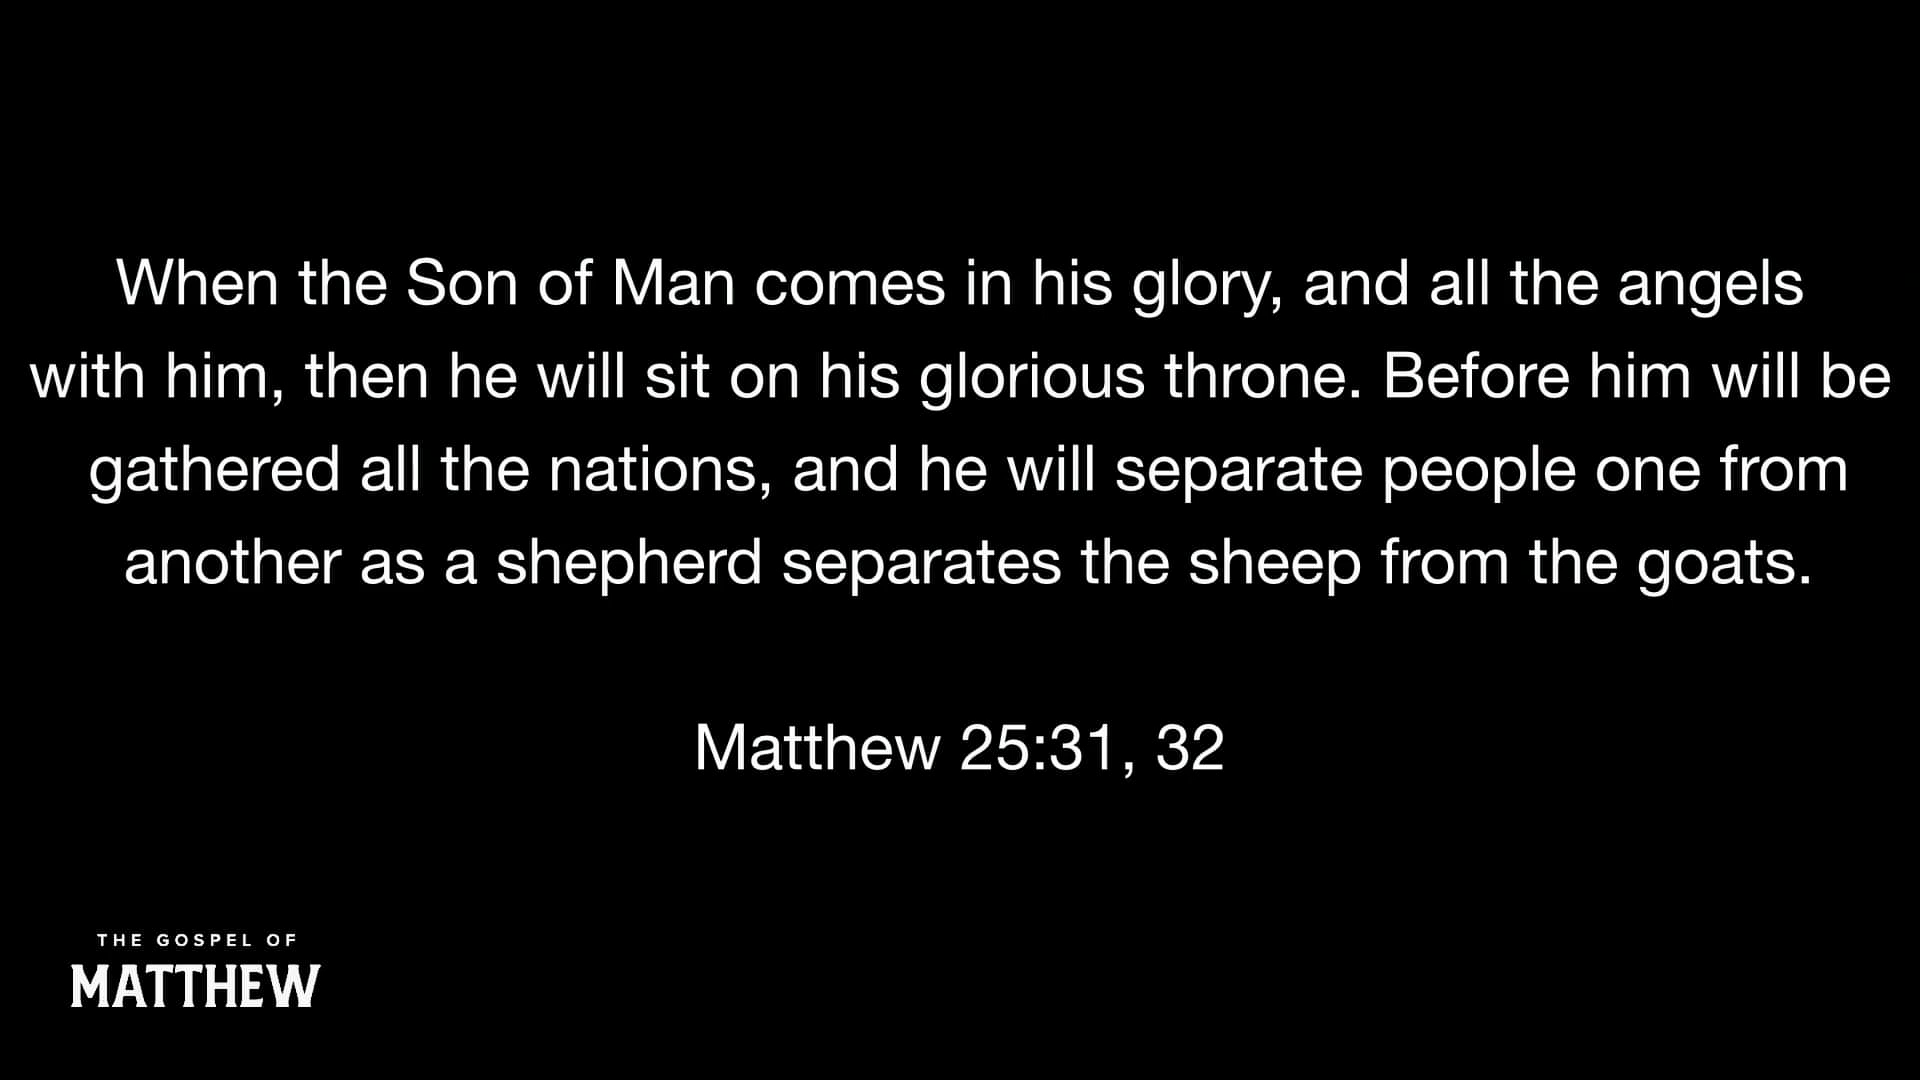 When the Son of Man comes in his glory, and all the angels
with him, then he will sit on his glorious throne. Before him will be
gathered all the nations, and he will separate people one from
another as a shepherd separates the sheep from the goats.
Matthew 25:31, 32
THE GOSPEL OF
MATTHEW